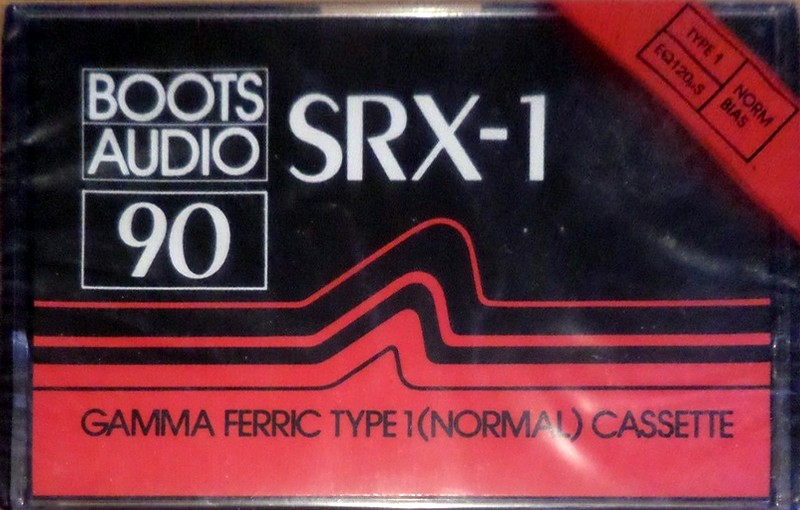 BOOTS
AUDIO
90
SRX-1
TYPE 1
EQ120µS
NORM
BIAS
GAMMA FERRIC TYPE 1 (NORMAL) CASSETTE